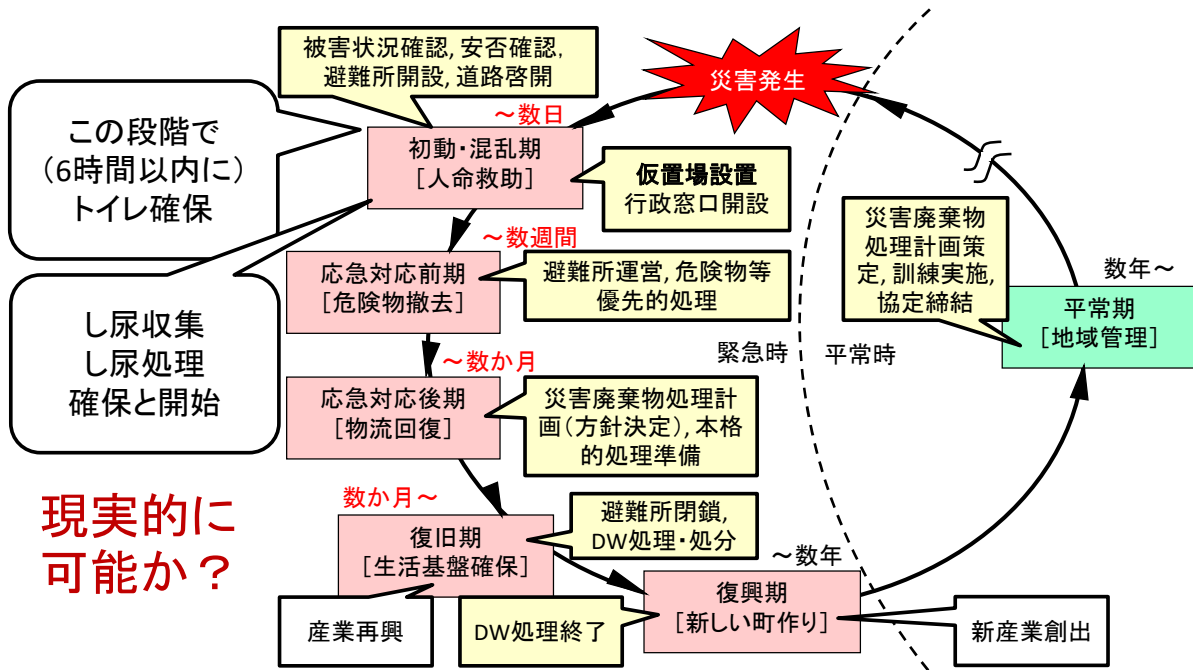 被害状況確認, 安否確認,
避難所開設, 道路啓開
災害発生
～数日
この段階で
（6時間以内に）
トイレ確保
初動・混乱期
［人命救助］
仮置場設置
行政窓口開設
～数週間
応急対応前期
［危険物撤去］
避難所運営, 危険物等
優先的処理
災害廃棄物
処理計画策
定, 訓練実施,
協定締結
数年～
平常期
［地域管理］
緊急時
平常時
し尿収集
し尿処理
確保と開始
～数か月
応急対応後期
［物流回復］
災害廃棄物処理計
画（方針決定）, 本格
的処理準備
現実的に
可能か？
数か月～
復旧期
［生活基盤確保］
避難所閉鎖,
DW処理・処分
～数年
産業再興
DW処理終了
復興期
［新しい町作り］
新産業創出